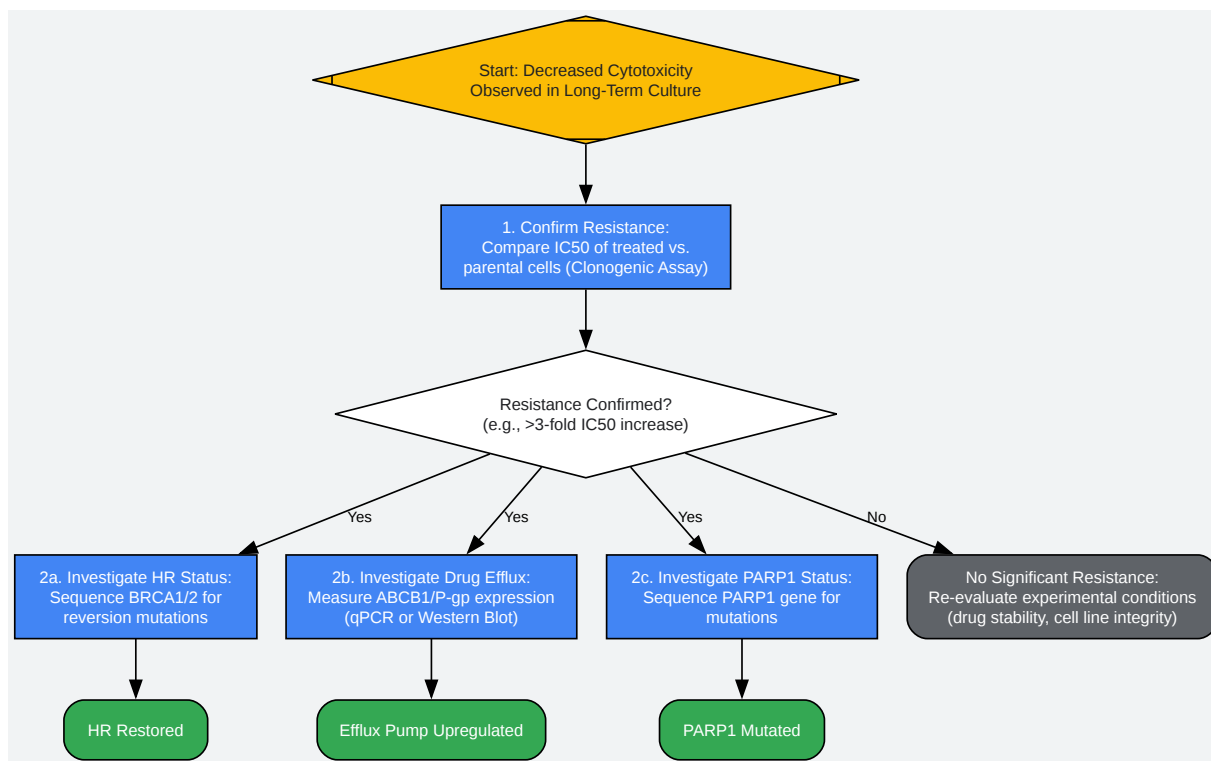 Start: Decreased Cytotoxicity
Observed in Long-Term Culture
1. Confirm Resistance:
Compare IC50 of treated vs.
parental cells (Clonogenic Assay)
Resistance Confirmed?
(e.g., >3-fold IC50 increase)
Yes
Yes
Yes
No
2a. Investigate HR Status:
Sequence BRCA1/2 for
reversion mutations
2b. Investigate Drug Efflux:
Measure ABCB1/P-gp expression
(qPCR or Western Blot)
2c. Investigate PARP1 Status:
Sequence PARP1 gene for
mutations
No Significant Resistance:
Re-evaluate experimental conditions
(drug stability, cell line integrity)
HR Restored
Efflux Pump Upregulated
PARP1 Mutated